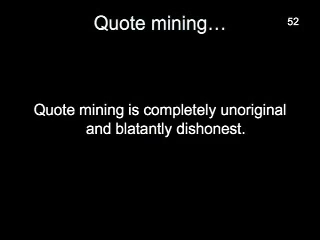 Quote mining…
52
Quote mining is completely unoriginal
and blatantly dishonest.